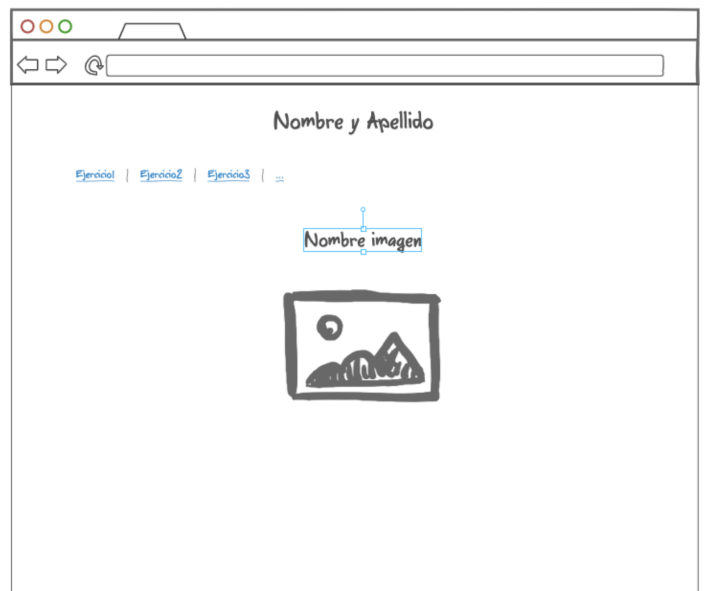 Nombre y Apellido
Ejercicio1 | Ejercicio2 | Ejercicio3 | ...
Nombre imagen